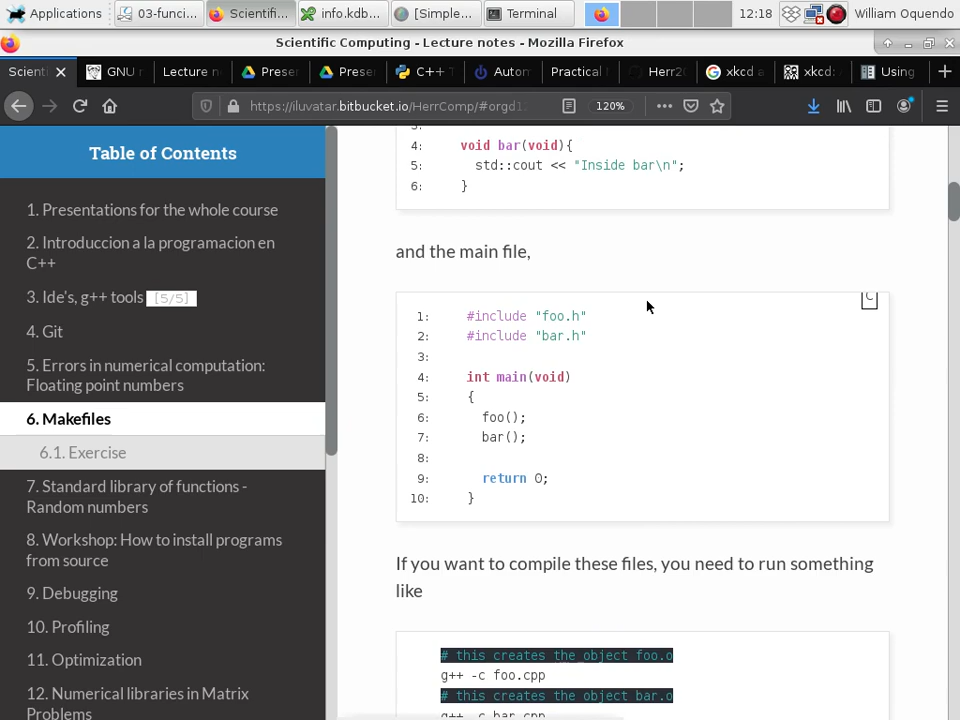 Applications
03-funci...
Scientifi...
info.kdb...
[Simple...
Terminal
12:18
William Oquendo
Scientific Computing - Lecture notes - Mozilla Firefox
Scienti
GNU
Lecture n
Preser
Preser
C++ T
Auton
Practical
Herr20
xkcd a
xkcd:
Using
https://iluvatar.bitbucket.io/HerrComp/#orgd1
120%
Table of Contents
1. Presentations for the whole course
2. Introduccion a la programacion en
C++
3. Ide's, g++ tools [5/5]
4. Git
5. Errors in numerical computation:
Floating point numbers
6. Makefiles
6.1. Exercise
7. Standard library of functions -
Random numbers
8. Workshop: How to install programs
from source
9. Debugging
10. Profiling
11. Optimization
12. Numerical libraries in Matrix
Problems
4: void bar(void){
5: std::cout << "Inside bar\n";
6: }
and the main file,
C
1: #include "foo.h"
2: #include "bar.h"
3:
4: int main(void)
5: {
6: foo();
7: bar();
8:
9: return 0;
10: }
If you want to compile these files, you need to run something
like
# this creates the object foo.o
g++ -c foo.cpp
# this creates the object bar.o
g++ -c bar.cpp